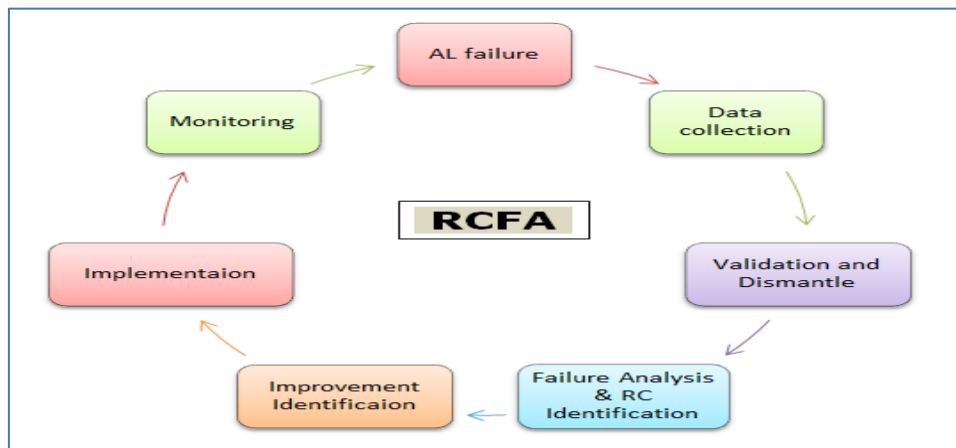 AL failure
Data
collection
Validation and
Dismantle
Failure Analysis
& RC
Identification
Improvement
Identificaion
Implementaion
Monitoring
RCFA